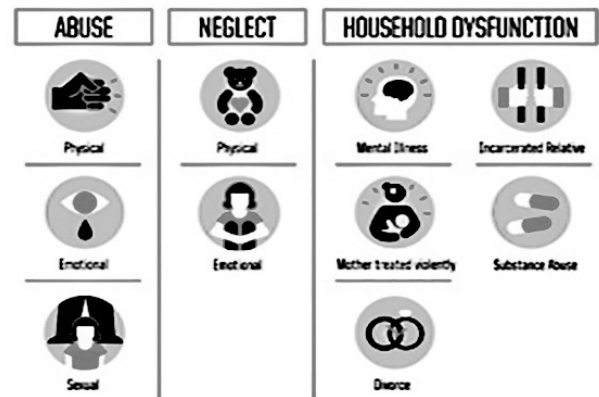 ABUSE
NEGLECT
HOUSEHOLD DYSFUNCTION
Physical
Physical
Mental Illness
Incarcerated Relative
Emotional
Emotional
Mother treated violently
Substance Abuse
Sexual
Divorce